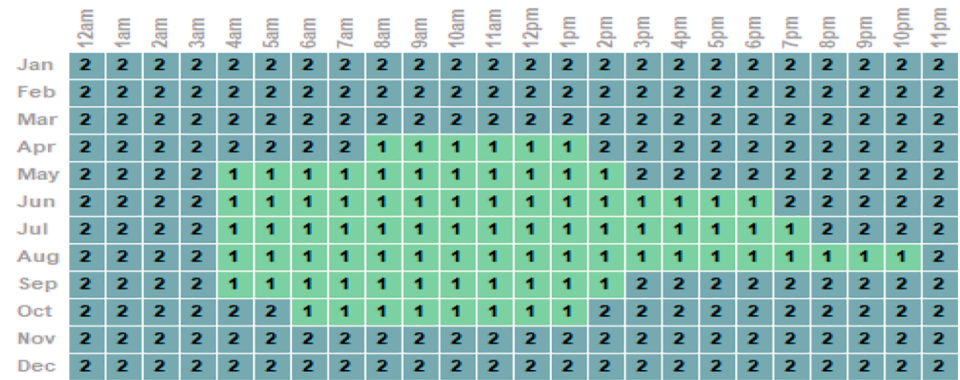 12am 1am 2am 3am 4am 5am 6am 7am 8am 9am 10am 11am 12pm 1pm 2pm 3pm 4pm 5pm 6pm 7pm 8pm 9pm 10pm 11pm
Jan 2 2 2 2 2 2 2 2 2 2 2 2 2 2 2 2 2 2 2 2 2 2 2 2
Feb 2 2 2 2 2 2 2 2 2 2 2 2 2 2 2 2 2 2 2 2 2 2 2 2
Mar 2 2 2 2 2 2 2 2 2 2 2 2 2 2 2 2 2 2 2 2 2 2 2 2
Apr 2 2 2 2 2 2 2 2 1 1 1 1 1 1 2 2 2 2 2 2 2 2 2 2
May 2 2 2 2 1 1 1 1 1 1 1 1 1 1 1 2 2 2 2 2 2 2 2 2
Jun 2 2 2 2 1 1 1 1 1 1 1 1 1 1 1 1 1 1 1 2 2 2 2 2
Jul 2 2 2 2 1 1 1 1 1 1 1 1 1 1 1 1 1 1 1 1 2 2 2 2
Aug 2 2 2 2 1 1 1 1 1 1 1 1 1 1 1 1 1 1 1 1 1 1 1 2
Sep 2 2 2 2 1 1 1 1 1 1 1 1 1 1 1 2 2 2 2 2 2 2 2 2
Oct 2 2 2 2 2 2 1 1 1 1 1 1 1 1 2 2 2 2 2 2 2 2 2 2
Nov 2 2 2 2 2 2 2 2 2 2 2 2 2 2 2 2 2 2 2 2 2 2 2 2
Dec 2 2 2 2 2 2 2 2 2 2 2 2 2 2 2 2 2 2 2 2 2 2 2 2